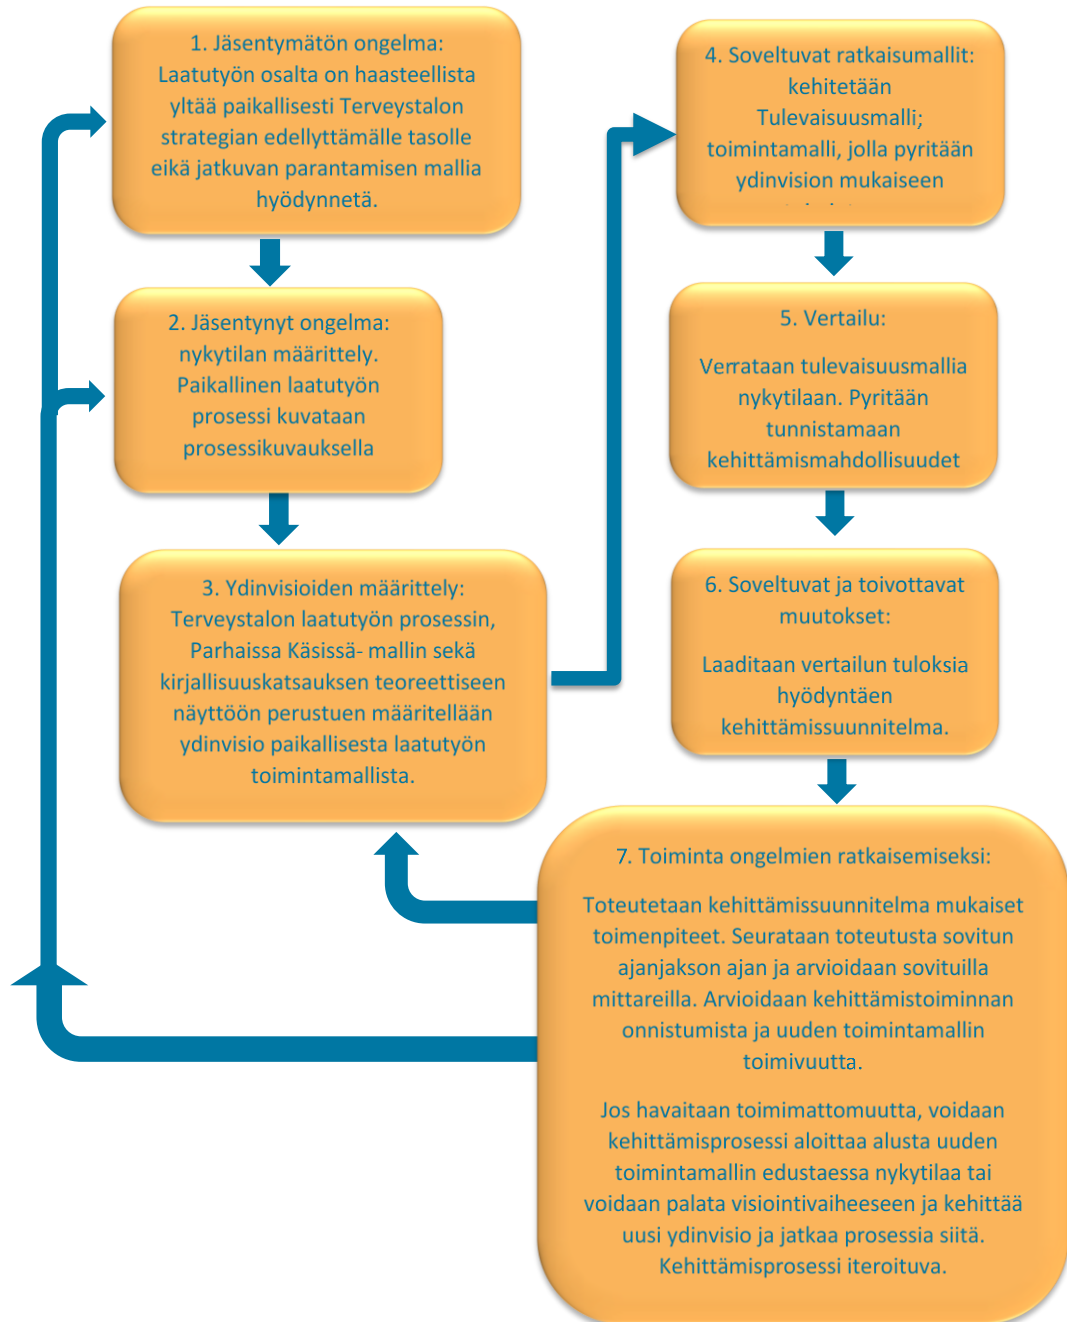 1. Jäsentymätön ongelma:
Laatutyön osalta on haasteellista
yltää paikallisesti Terveystalon
strategian edellyttämälle tasolle
eikä jatkuvan parantamisen mallia
hyödynnetä.
2. Jäsentynyt ongelma:
nykytilan määrittely.
Paikallinen laatutyön
prosessi kuvataan
prosessikuvauksella
3. Ydinvisioiden määrittely:
Terveystalon laatutyön prosessin,
Parhaissa Käsissä- mallin sekä
kirjallisuuskatsauksen teoreettiseen
näyttöön perustuen määritellään
ydinvisio paikallisesta laatutyön
toimintamallista.
4. Soveltuvat ratkaisumallit:
kehitetään
Tulevaisuusmalli;
toimintamalli, jolla pyritään
ydinvision mukaiseen
5. Vertailu:
Verrataan tulevaisuusmallia
nykytilaan. Pyritään
tunnistamaan
kehittämismahdollisuudet
6. Soveltuvat ja toivottavat
muutokset:
Laaditaan vertailun tuloksia
hyödyntäen
kehittämissuunnitelma.
7. Toiminta ongelmien ratkaisemiseksi:
Toteutetaan kehittämissuunnitelma mukaiset
toimenpiteet. Seurataan toteutusta sovitun
ajanjakson ajan ja arvioidaan sovituilla
mittareilla. Arvioidaan kehittämistoiminnan
onnistumista ja uuden toimintamallin
toimivuutta.
Jos havaitaan toimimattomuutta, voidaan
kehittämisprosessi aloittaa alusta uuden
toimintamallin edustaessa nykytilaa tai
voidaan palata visiointivaiheeseen ja kehittää
uusi ydinvisio ja jatkaa prosessia siitä.
Kehittämisprosessi iteroituva.